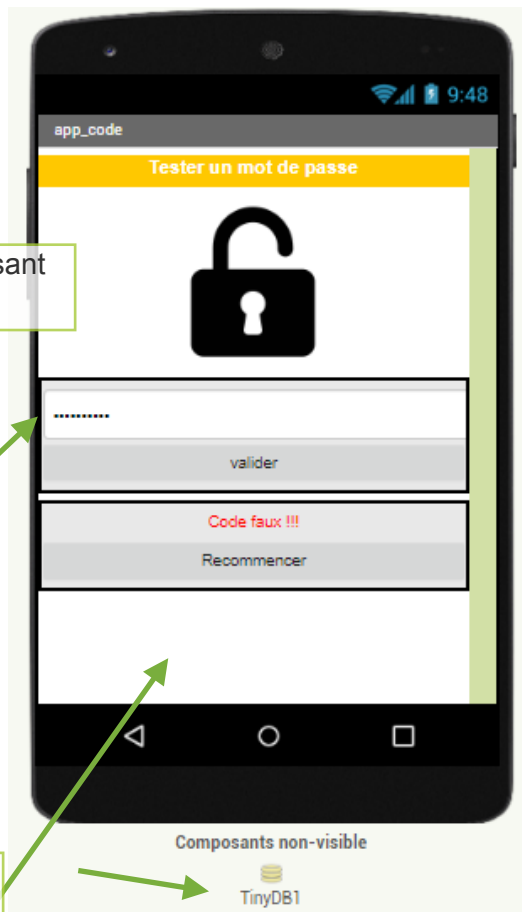 9:48
app_code
Tester un mot de passe
sant
valider
Code faux !!!
Recommencer
Composants non-visible
TinyDB1